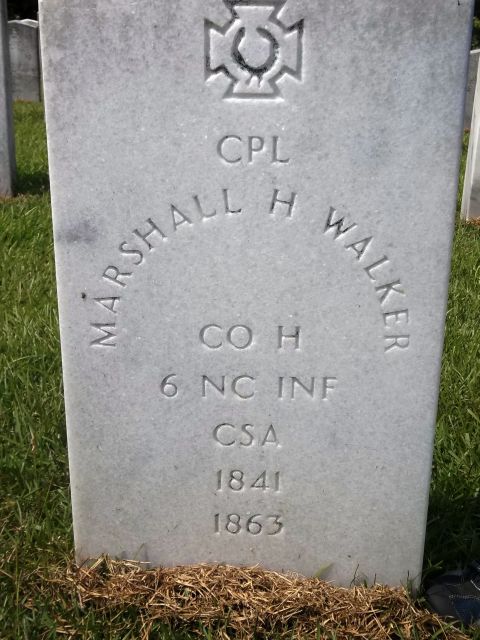 CPL
MARSHALL H WALKER
CO H
6 NC INF
CSA
1841
1863